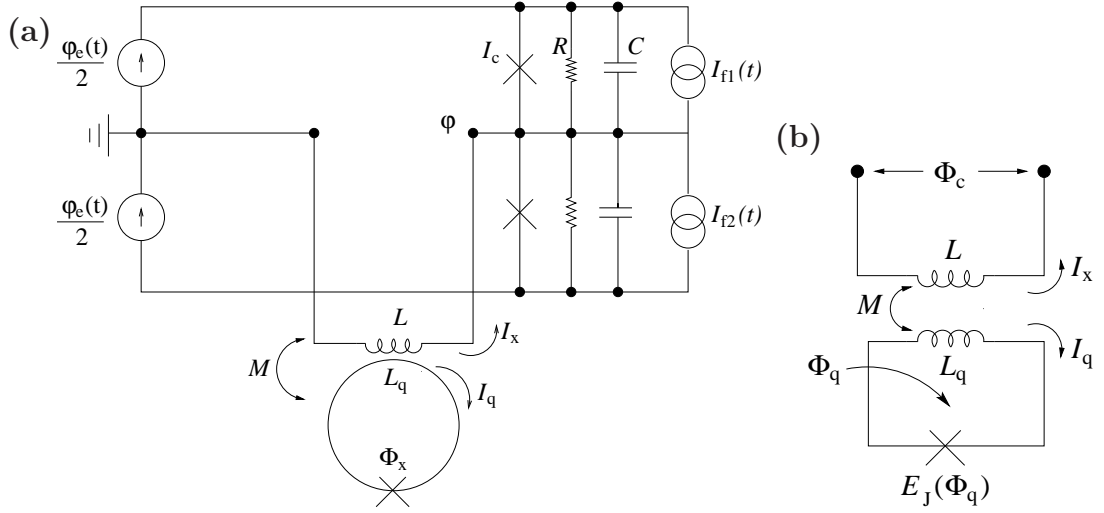 (a)
φe(t)
2
Ic
R
C
If1(t)
φ
φe(t)
2
If2(t)
L
Ix
M
Lq
Iq
Φx
(b)
Φc
L
Ix
M
Lq
Iq
Φq
EJ(Φq)